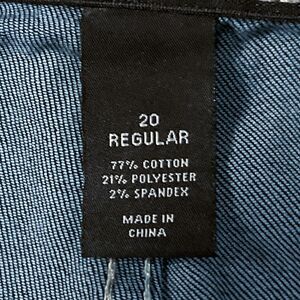 20
REGULAR
77% COTTON
21% POLYESTER
2% SPANDEX
MADE IN
CHINA